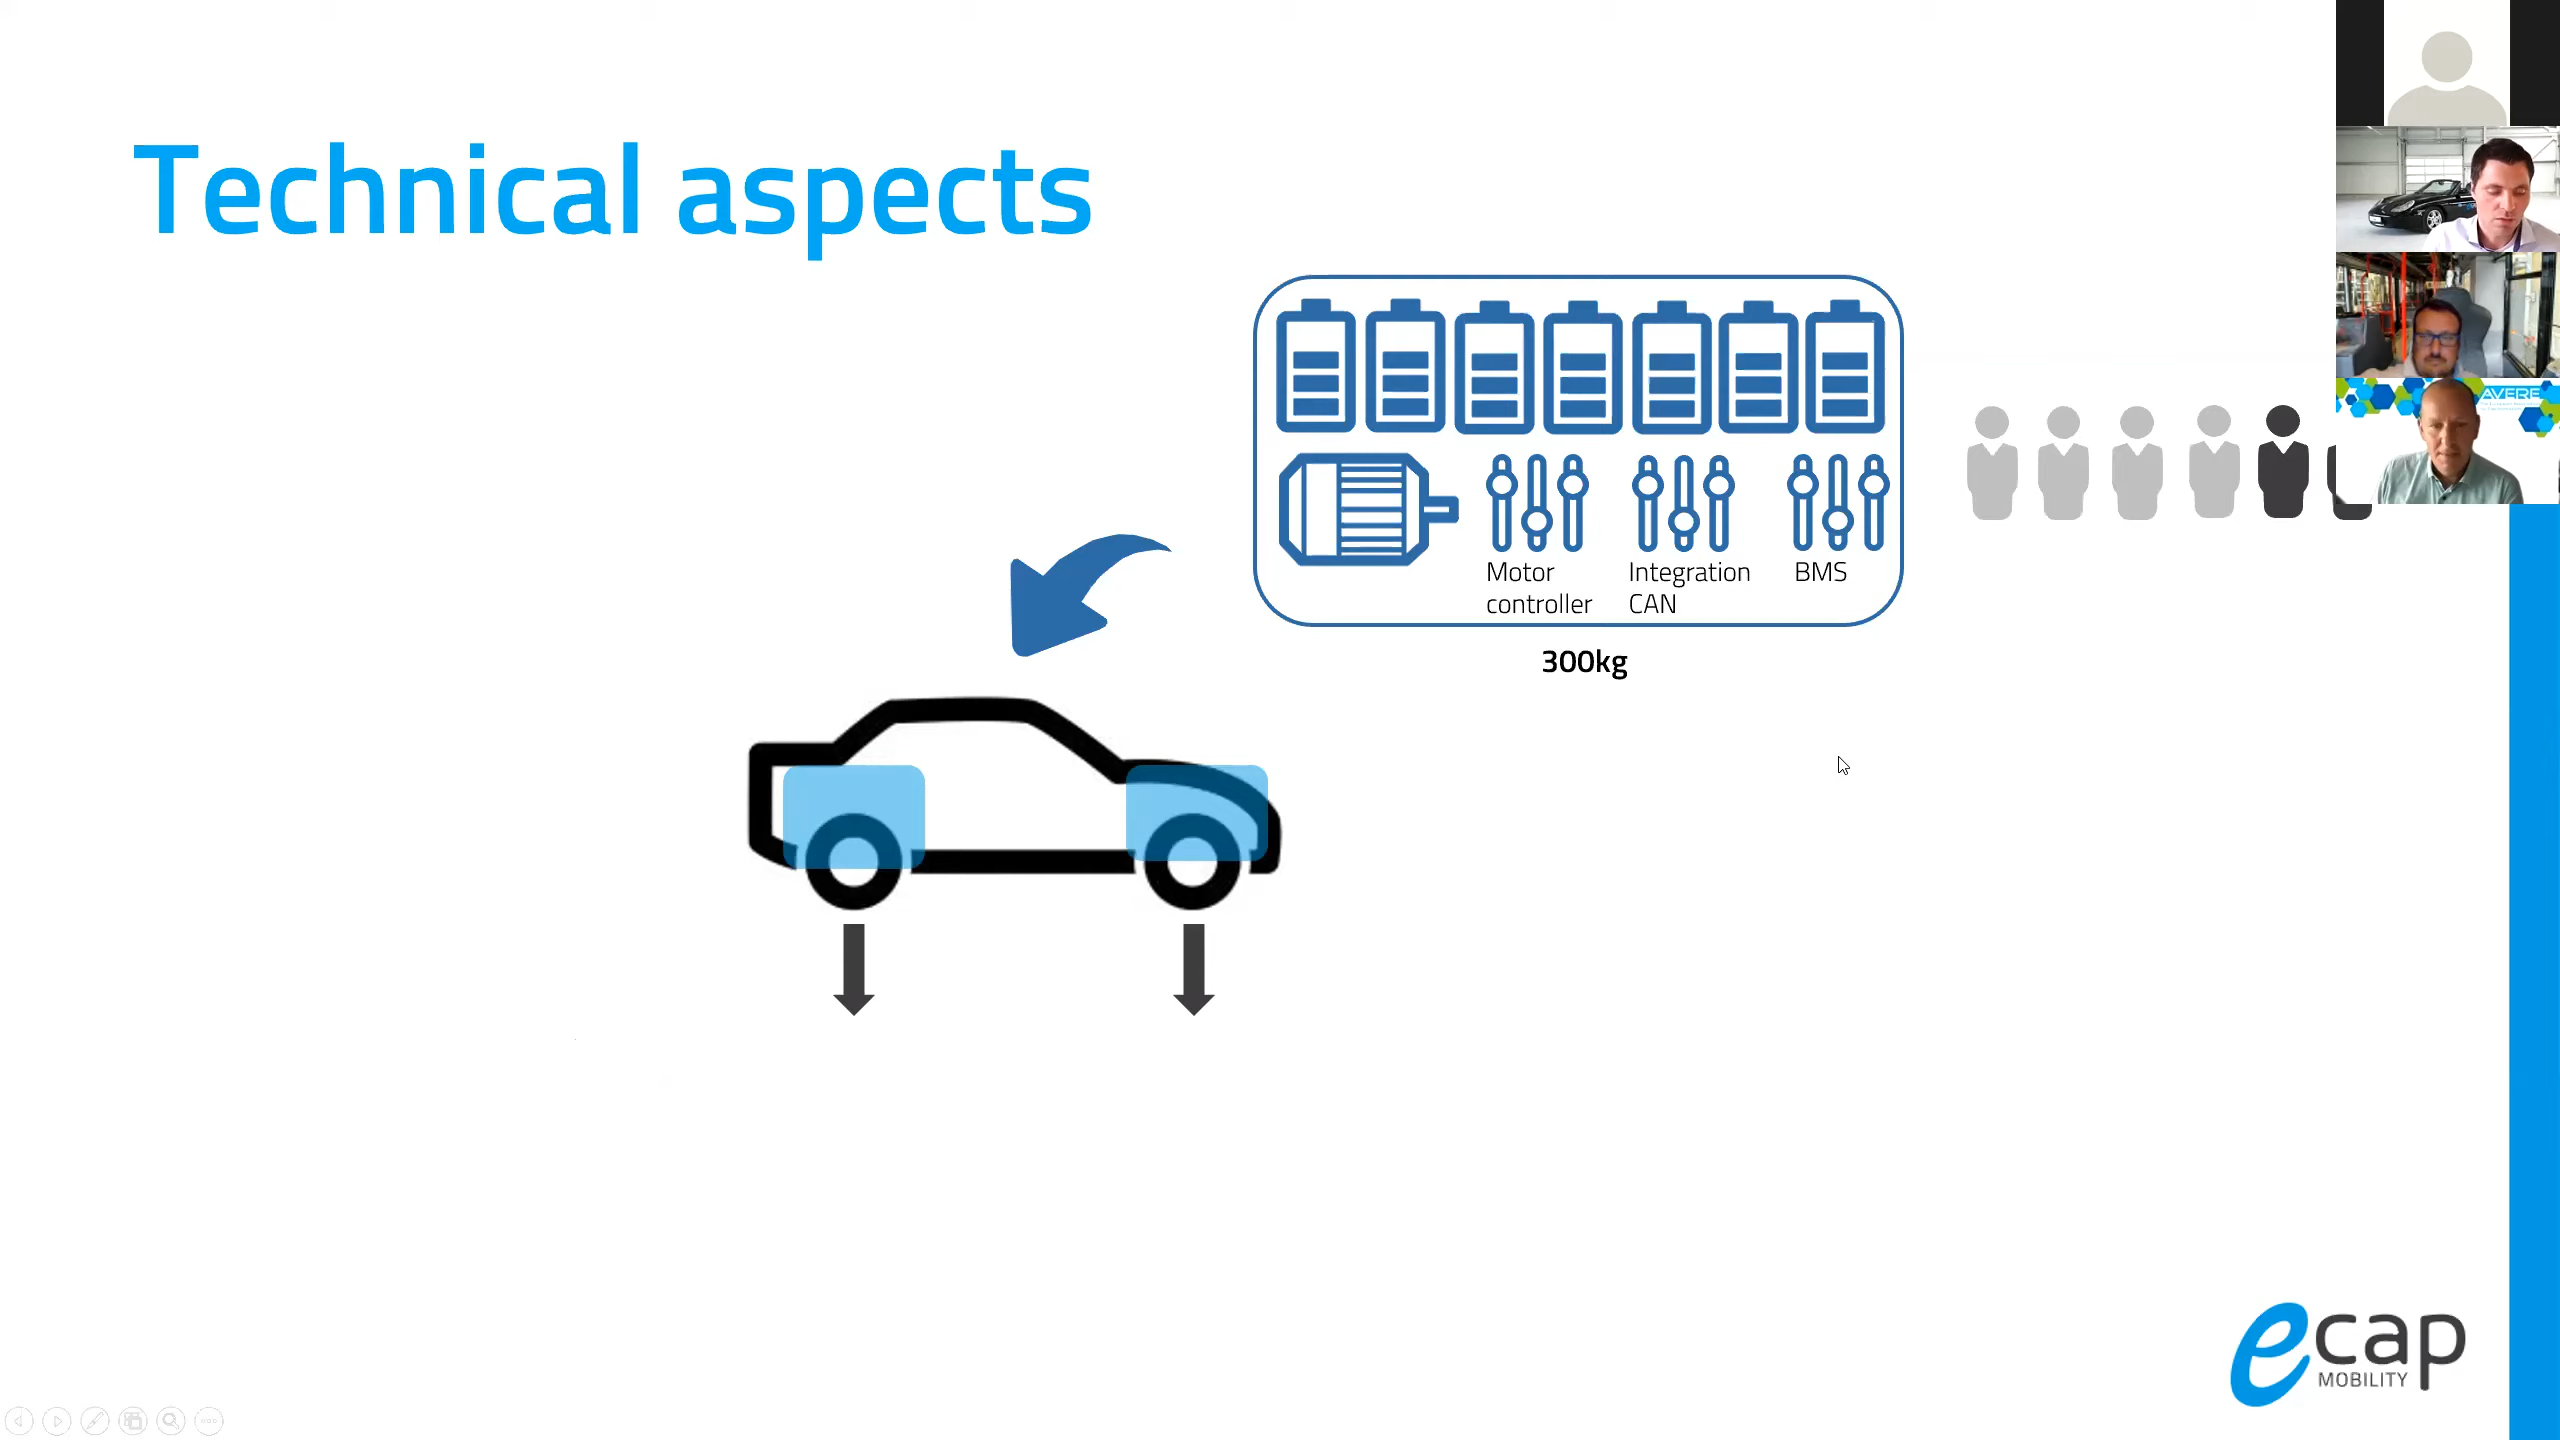 Technical aspects
Motor
controller
Integration
CAN
BMS
300kg
AVERE
ecap
MOBILITY